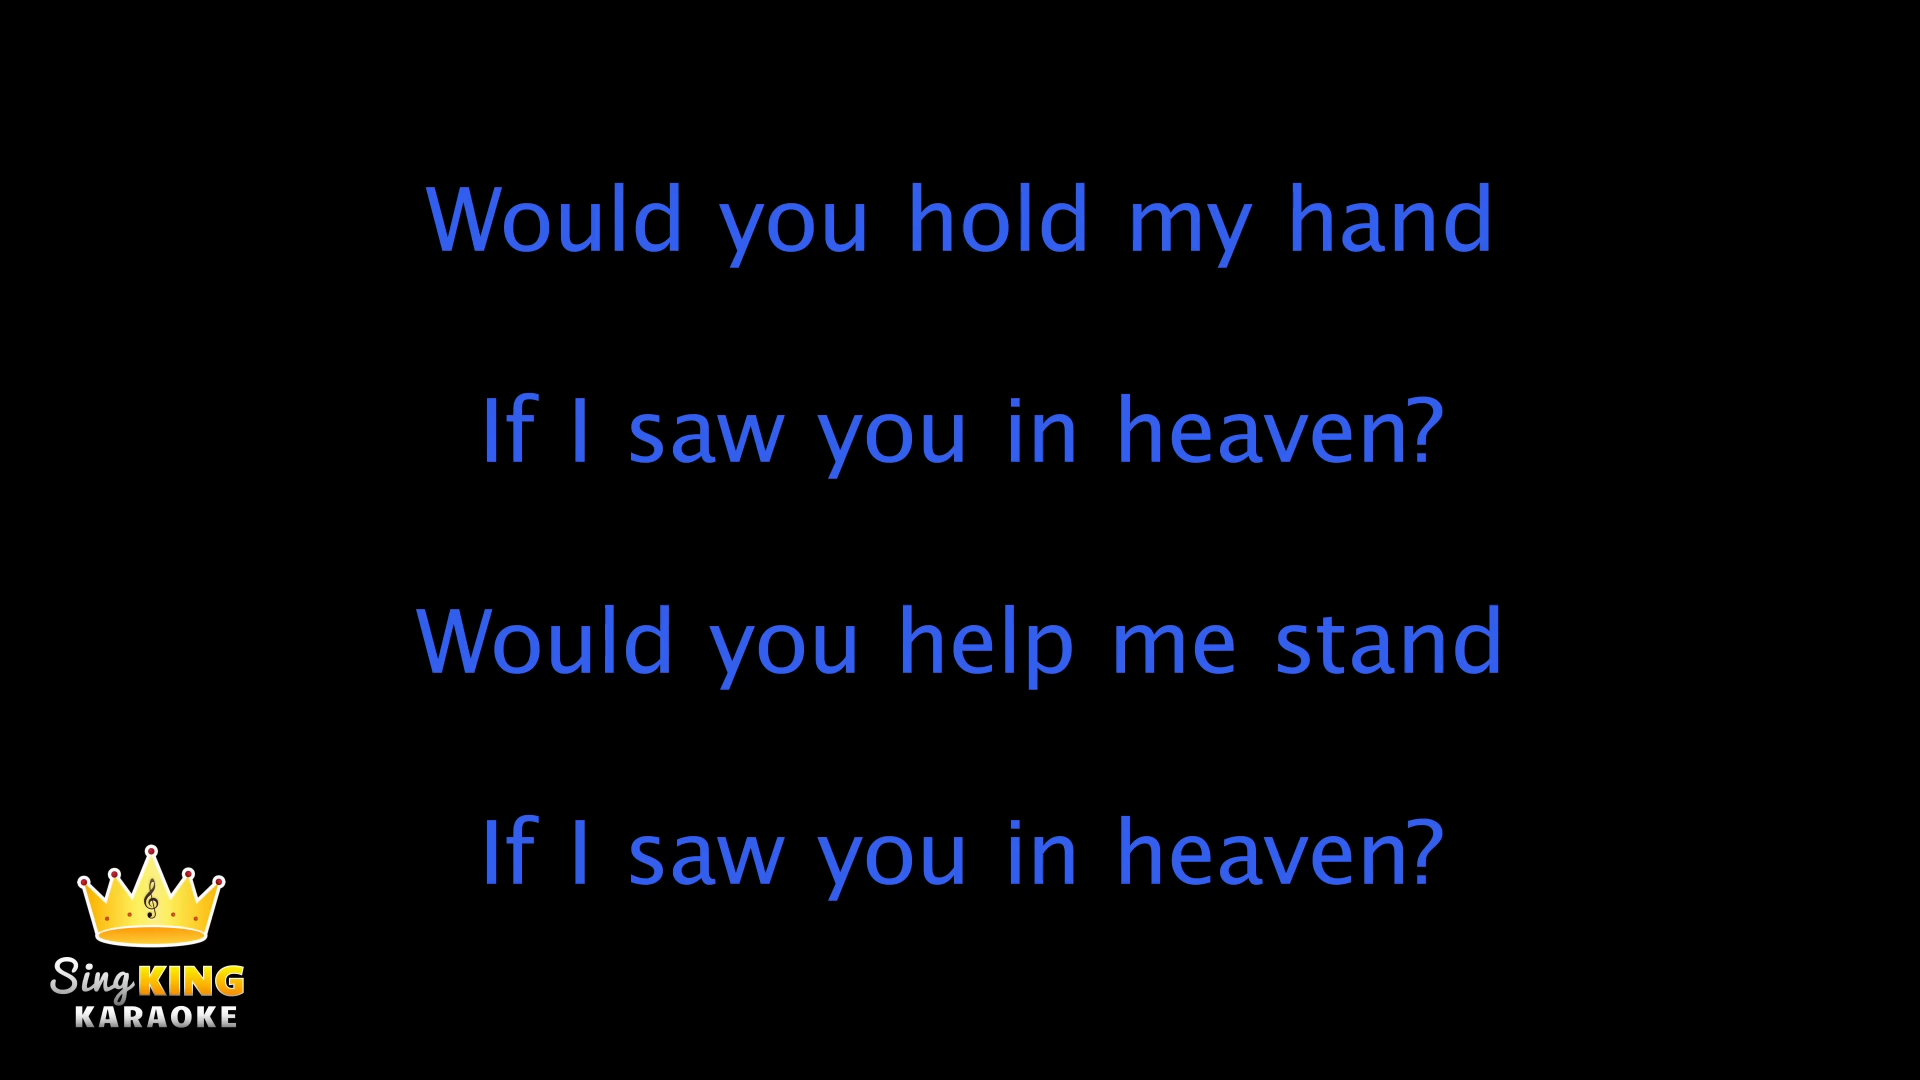 Would you hold my hand
If I saw you in heaven?
Would you help me stand
If I saw you in heaven?
Sing KING
KARAOKE